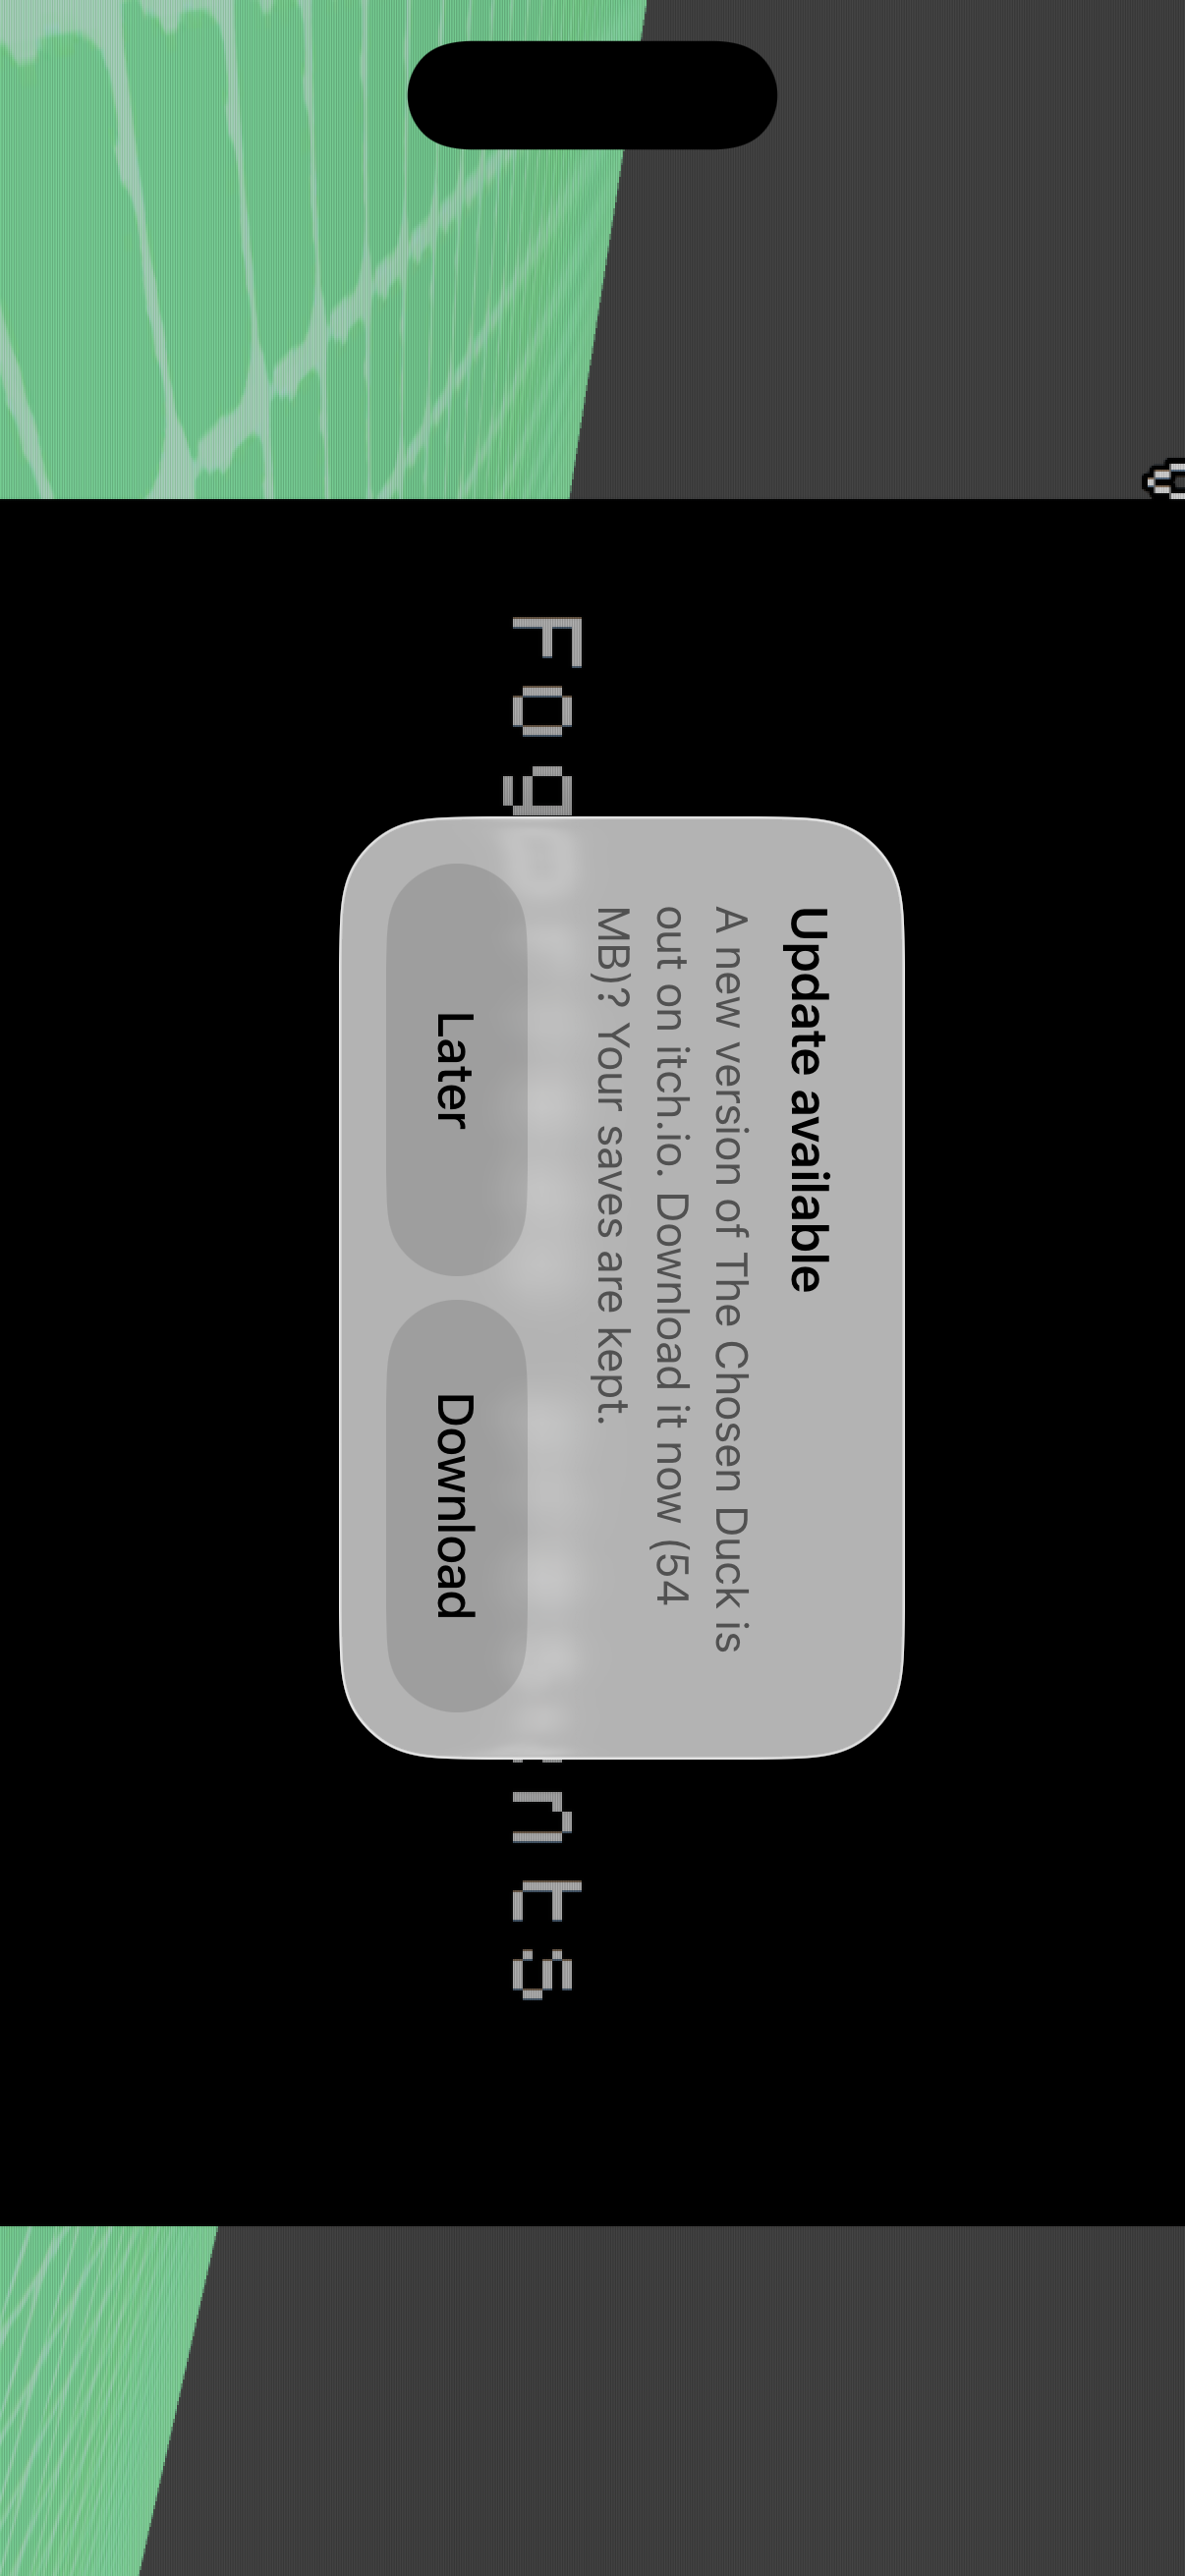 Update available
A new version of The Chosen Duck is
out on itch.io. Download it now (54
MB)? Your saves are kept.
Fog
nts
Later
Download